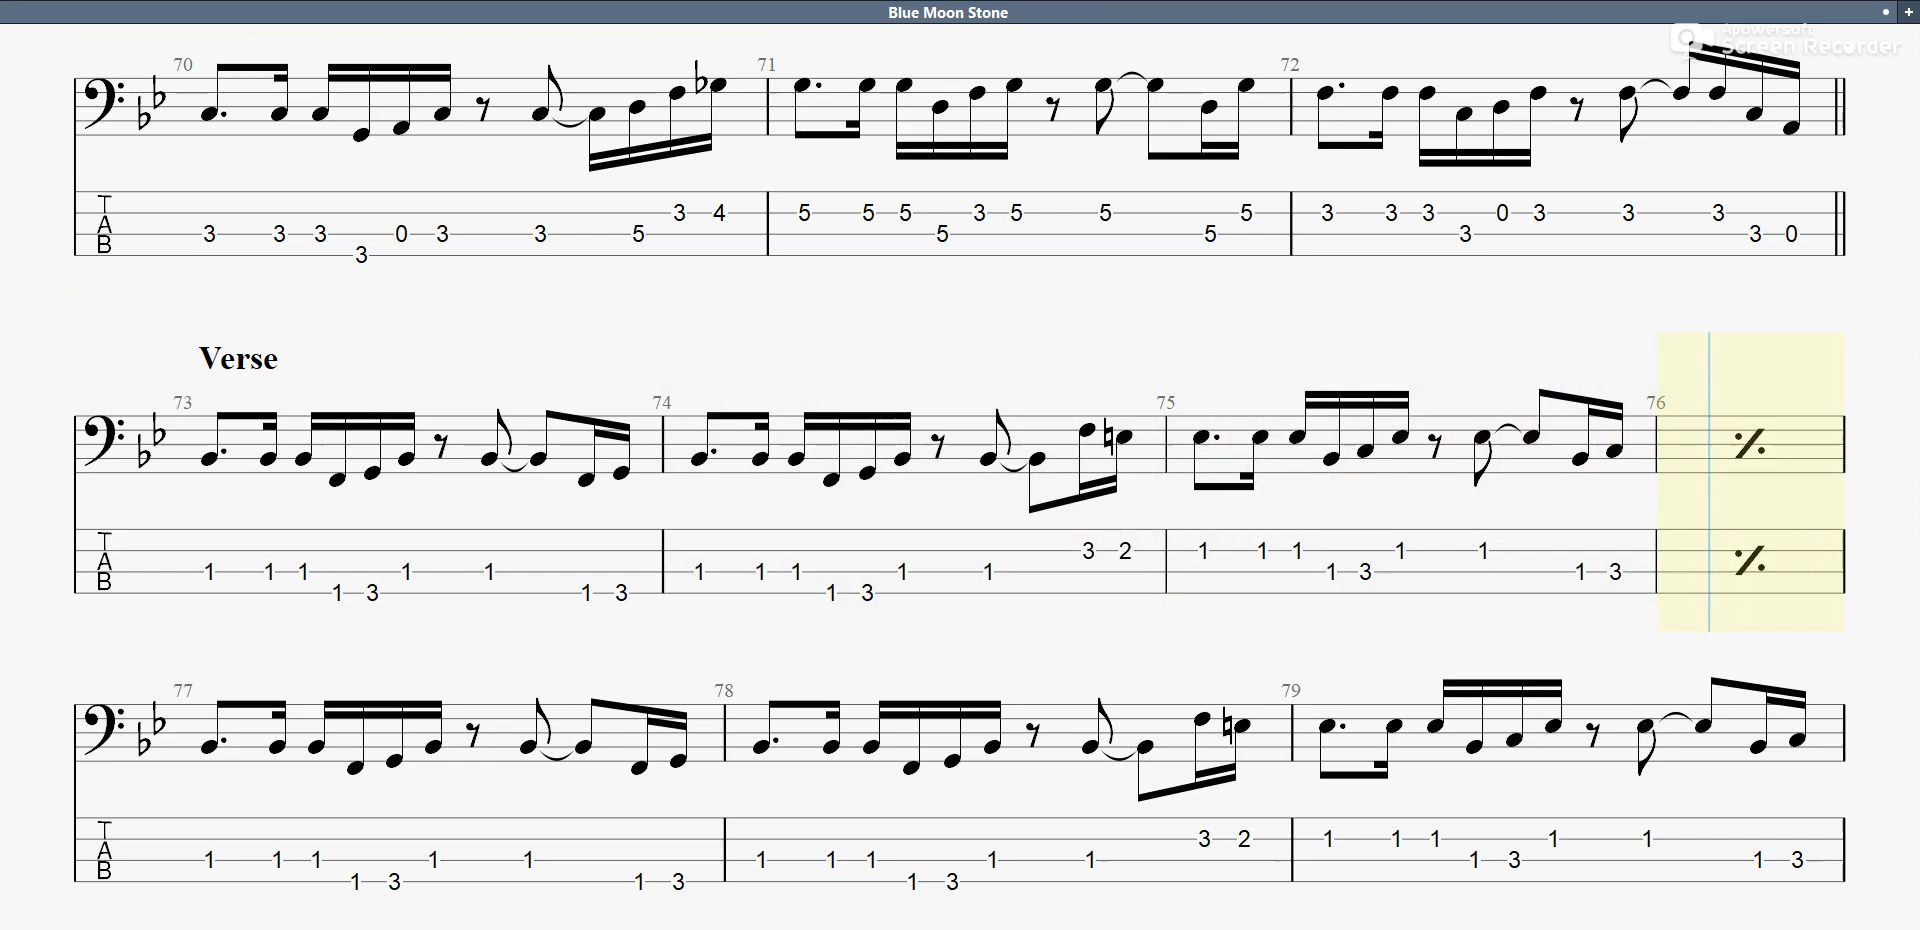 Blue Moon Stone
Apowersoft
Screen Recorder
70 71 72
T 3 4 5 5 5 3 5 5 5 3 3 3 0 3 3 3
A 3 3 3 0 3 3 5 5 5 3 3 0
B 3
Verse
73 74 75 76
T 3 2 1 1 1 1 1
A 1 1 1 1 1 1 1 1 1 1 1 3 1 3
B 1 3 1 3 1 3
77 78 79
T 3 2 1 1 1 1 1
A 1 1 1 1 1 1 1 1 1 1 1 3 1 3
B 1 3 1 3 1 3